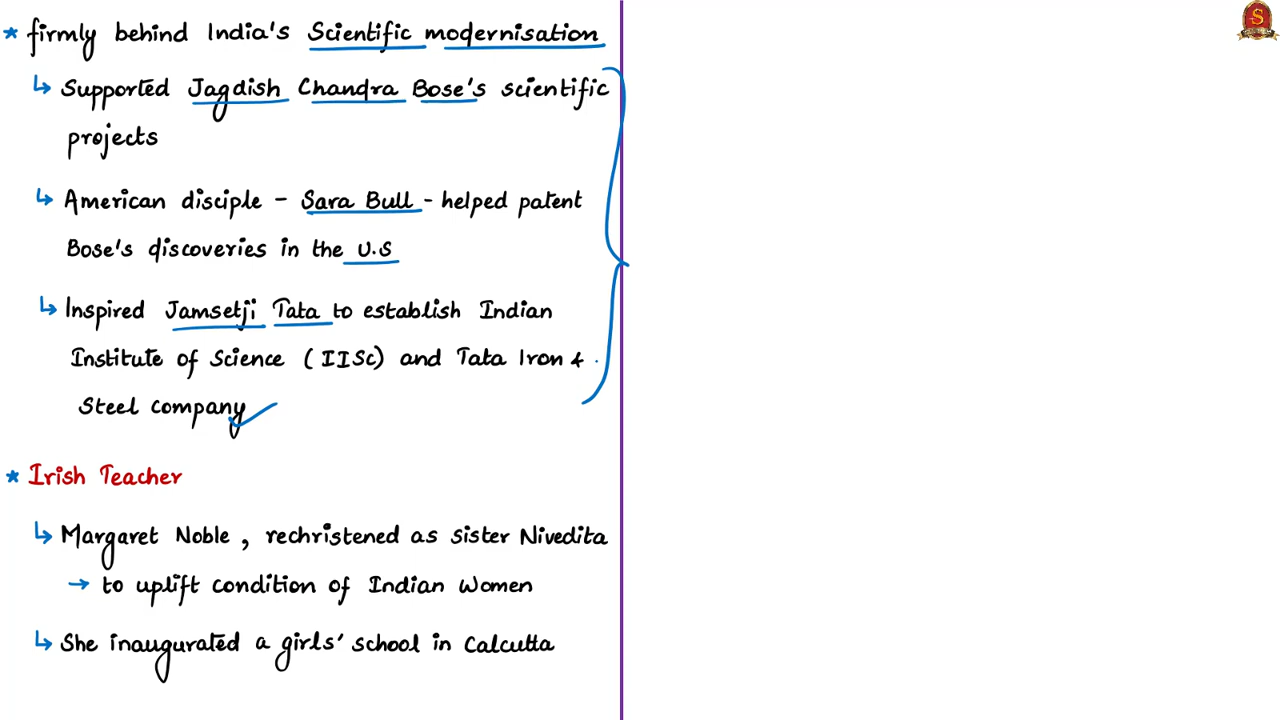 * firmly behind India's Scientific modernisation
↳ Supported Jagdish Chandra Bose's scientific
projects
↳ American disciple - Sara Bull - helped patent
Bose's discoveries in the U.S
↳ Inspired Jamsetji Tata to establish Indian
Institute of Science (IISc) and Tata Iron &
Steel Company
* Irish Teacher
↳ Margaret Noble, rechristened as sister Nivedita
→ to uplift condition of Indian Women
↳ She inaugurated a girls' school in Calcutta
S